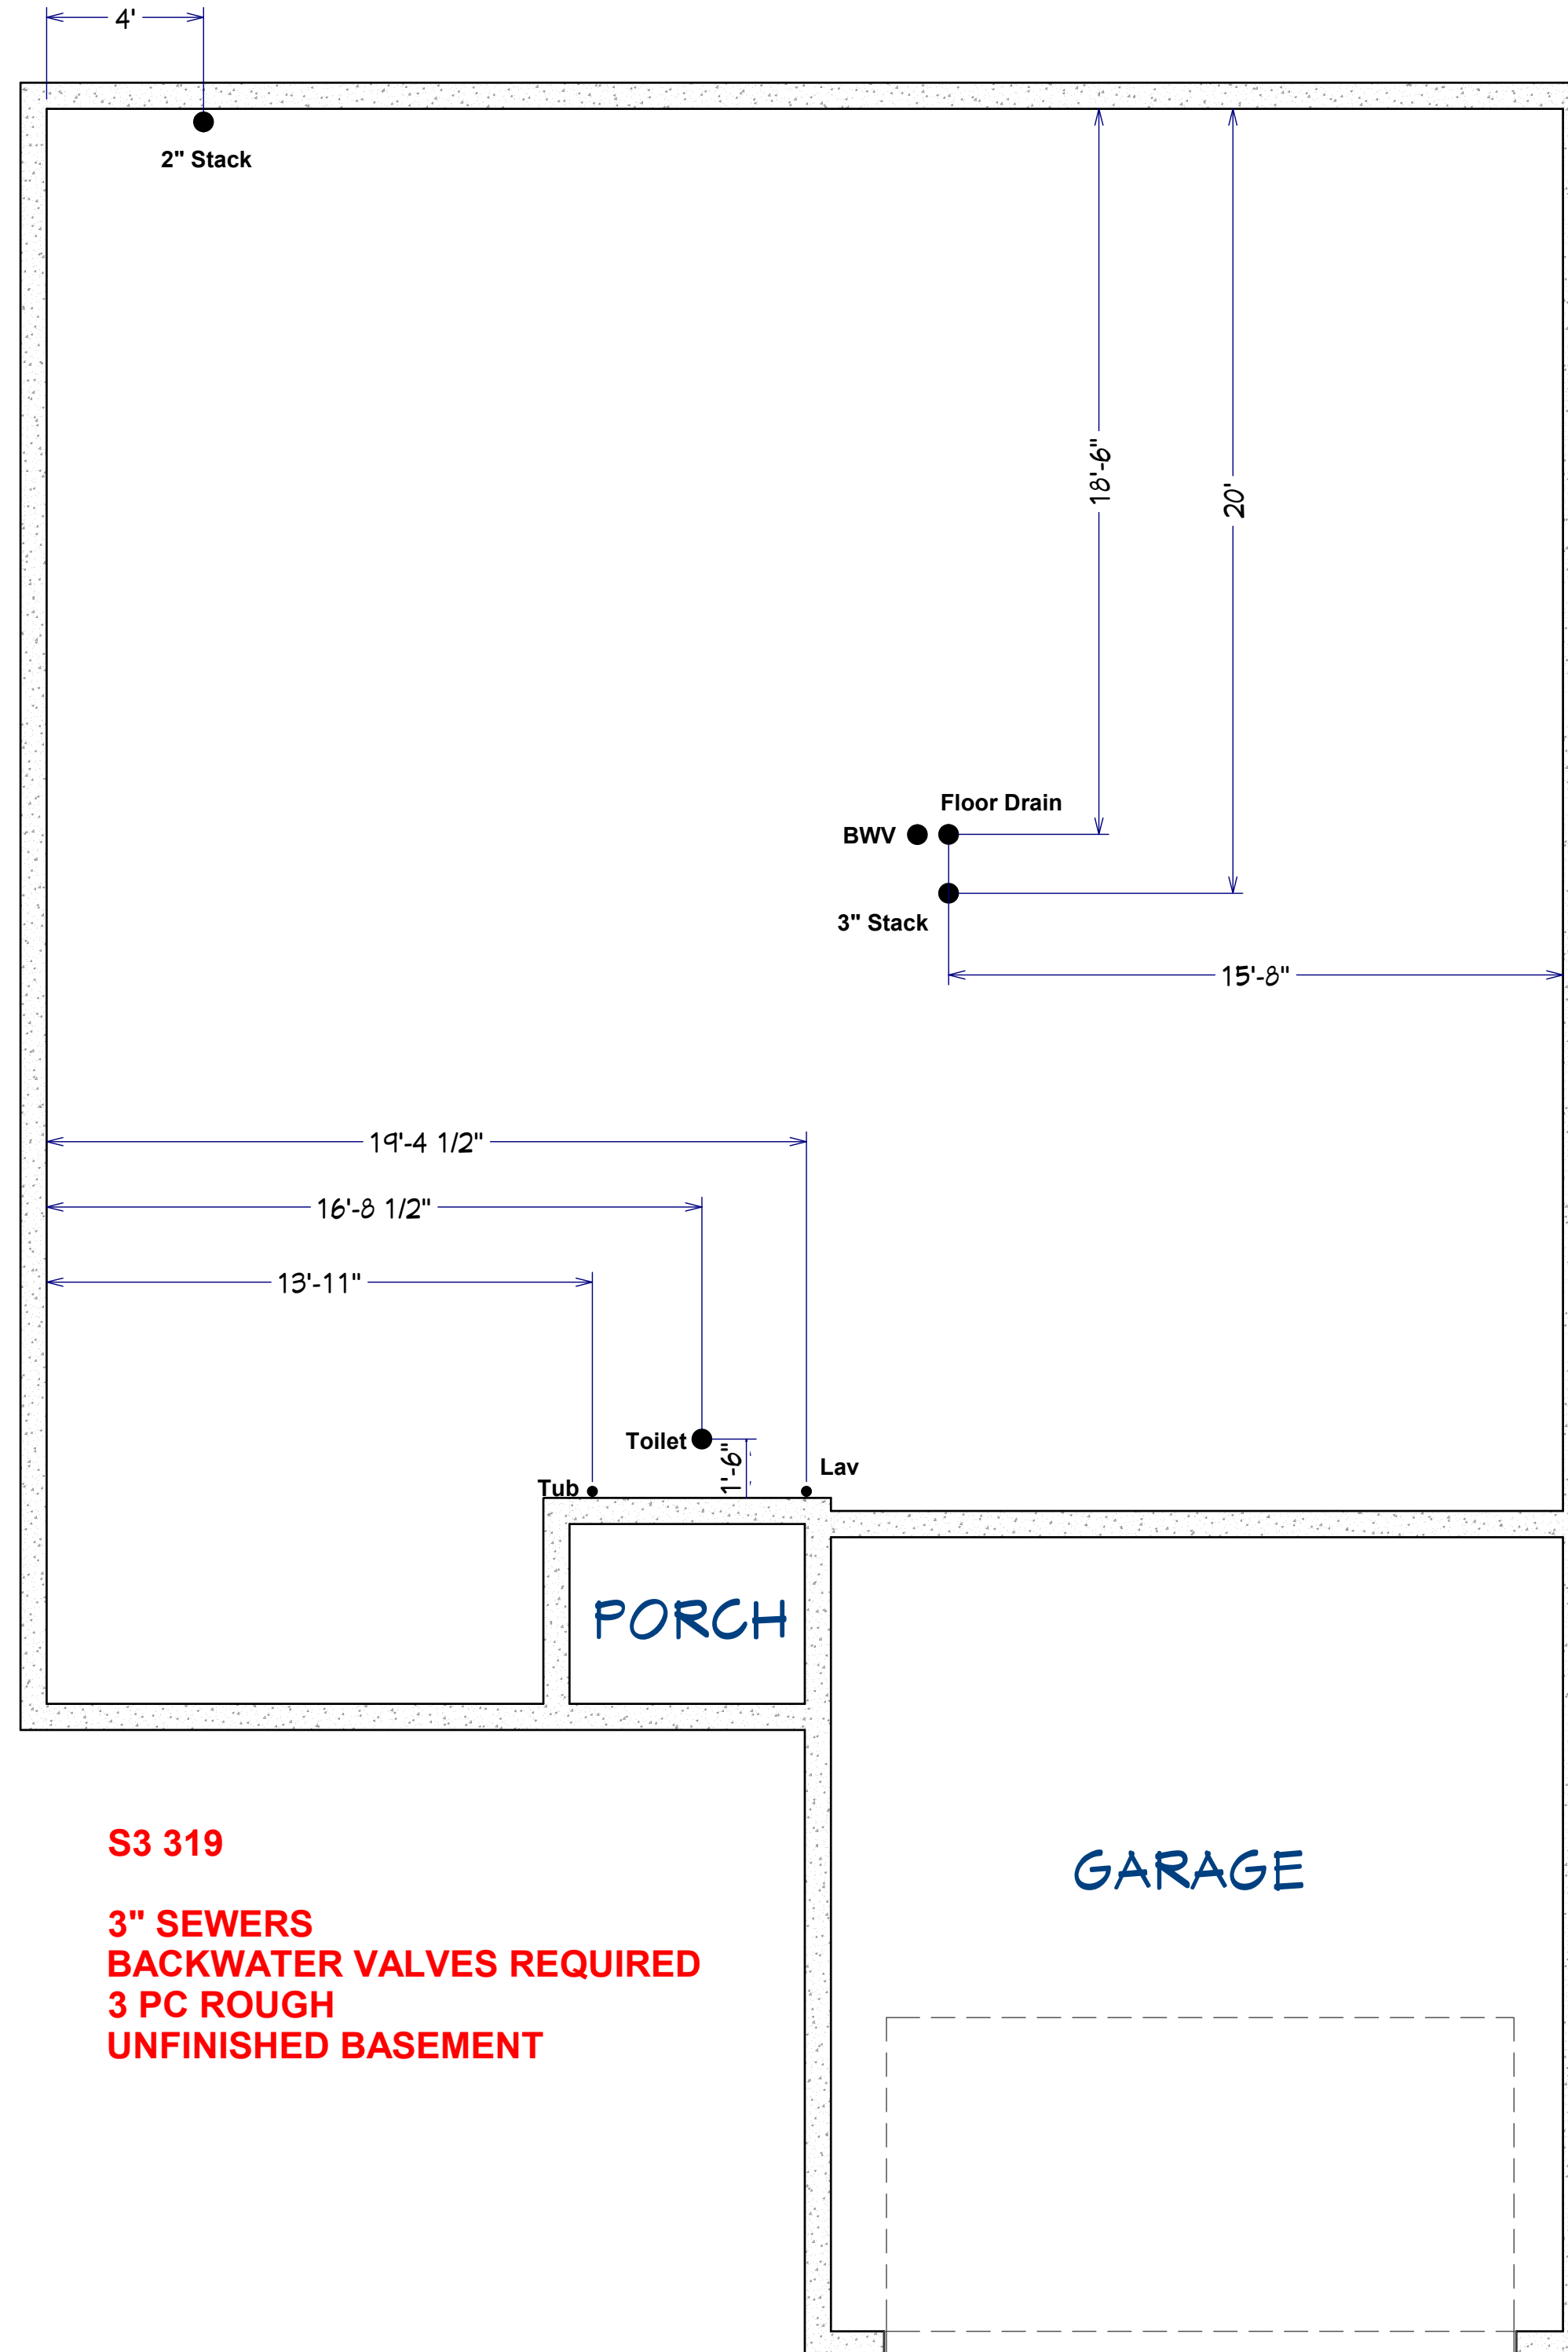 4'
2" Stack
18'-6"
20'
Floor Drain
BWV
3" Stack
15'-8"
19'-4 1/2"
16'-8 1/2"
13'-11"
Toilet
1'-6"
Lav
Tub
PORCH
S3 319
GARAGE
3" SEWERS
BACKWATER VALVES REQUIRED
3 PC ROUGH
UNFINISHED BASEMENT